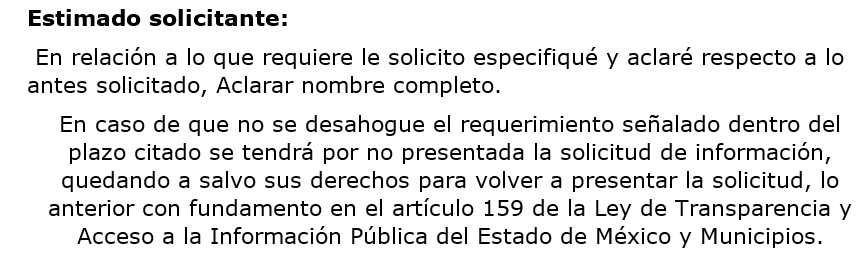 Estimado solicitante:
En relación a lo que requiere le solicito especifiqué y aclaré respecto a lo
antes solicitado, Aclarar nombre completo.
En caso de que no se desahogue el requerimiento señalado dentro del
plazo citado se tendrá por no presentada la solicitud de información,
quedando a salvo sus derechos para volver a presentar la solicitud, lo
anterior con fundamento en el artículo 159 de la Ley de Transparencia y
Acceso a la Información Pública del Estado de México y Municipios.